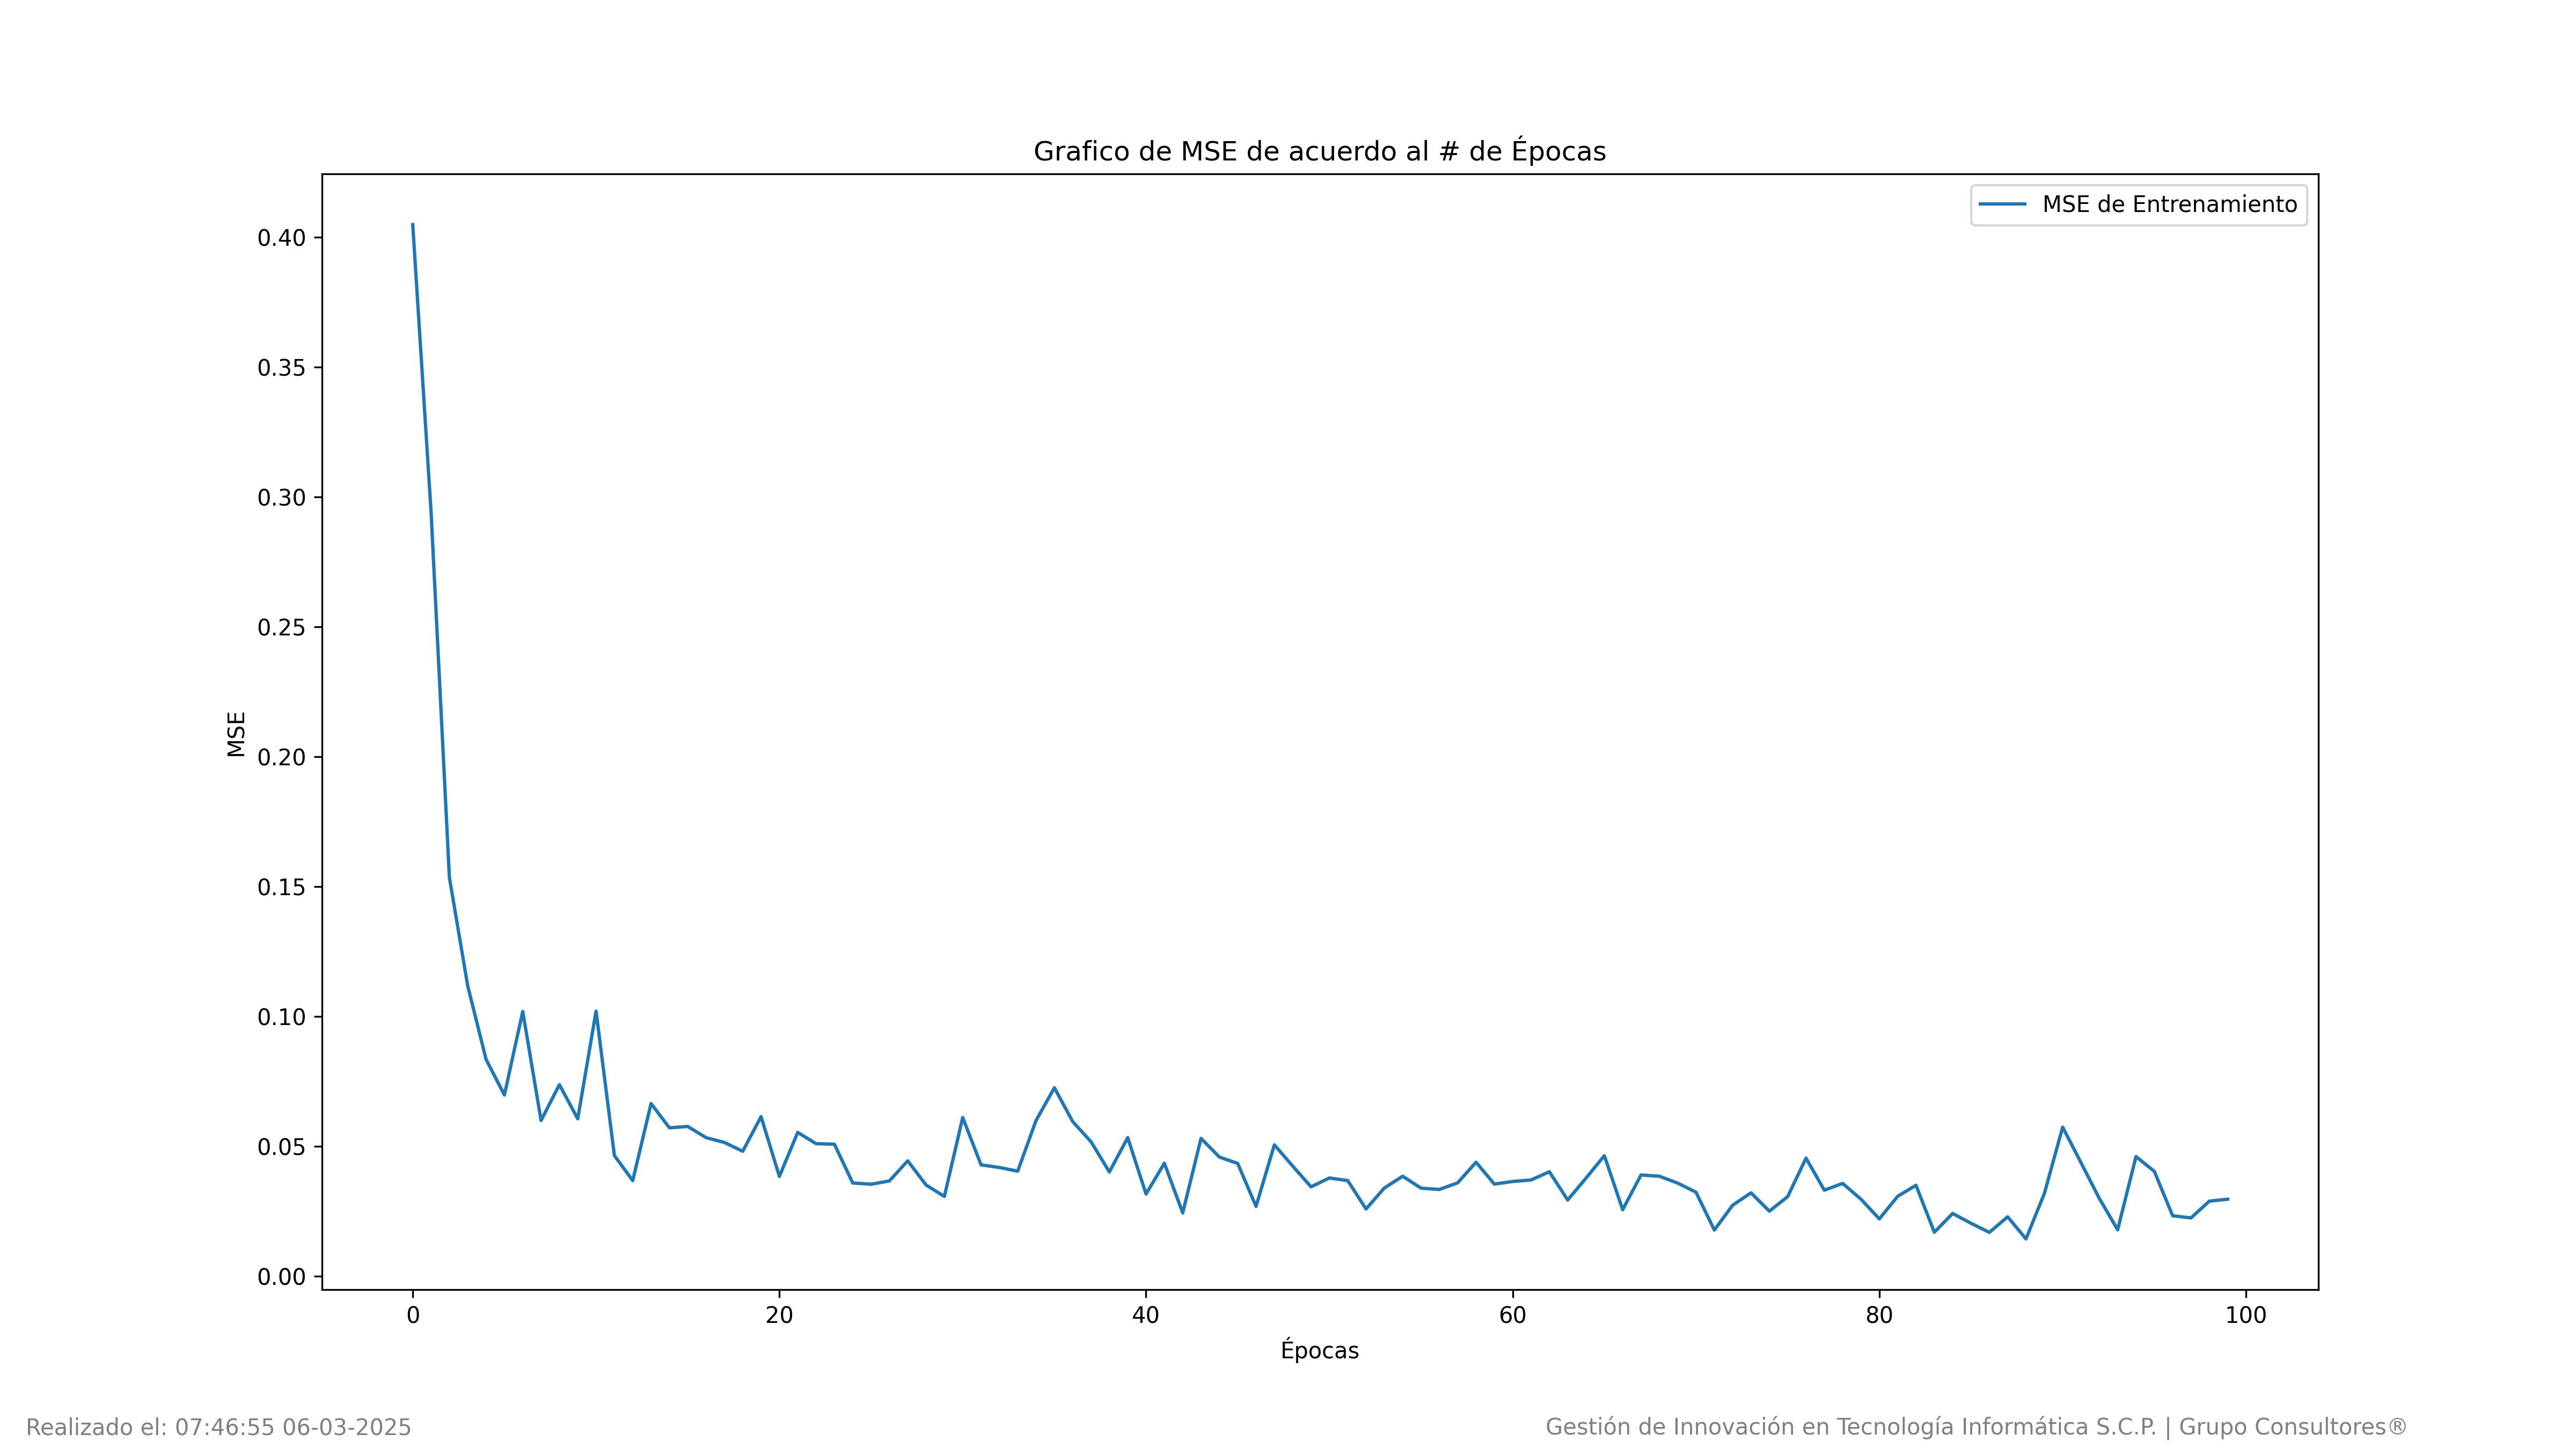 Grafico de MSE de acuerdo al # de Épocas
MSE de Entrenamiento
0.40
0.35
0.30
0.25
0.20
0.15
0.10
0.05
0.00
MSE
0 20 40 60 80 100
Épocas
Realizado el: 07:46:55 06-03-2025
Gestión de Innovación en Tecnología Informática S.C.P. | Grupo Consultores®